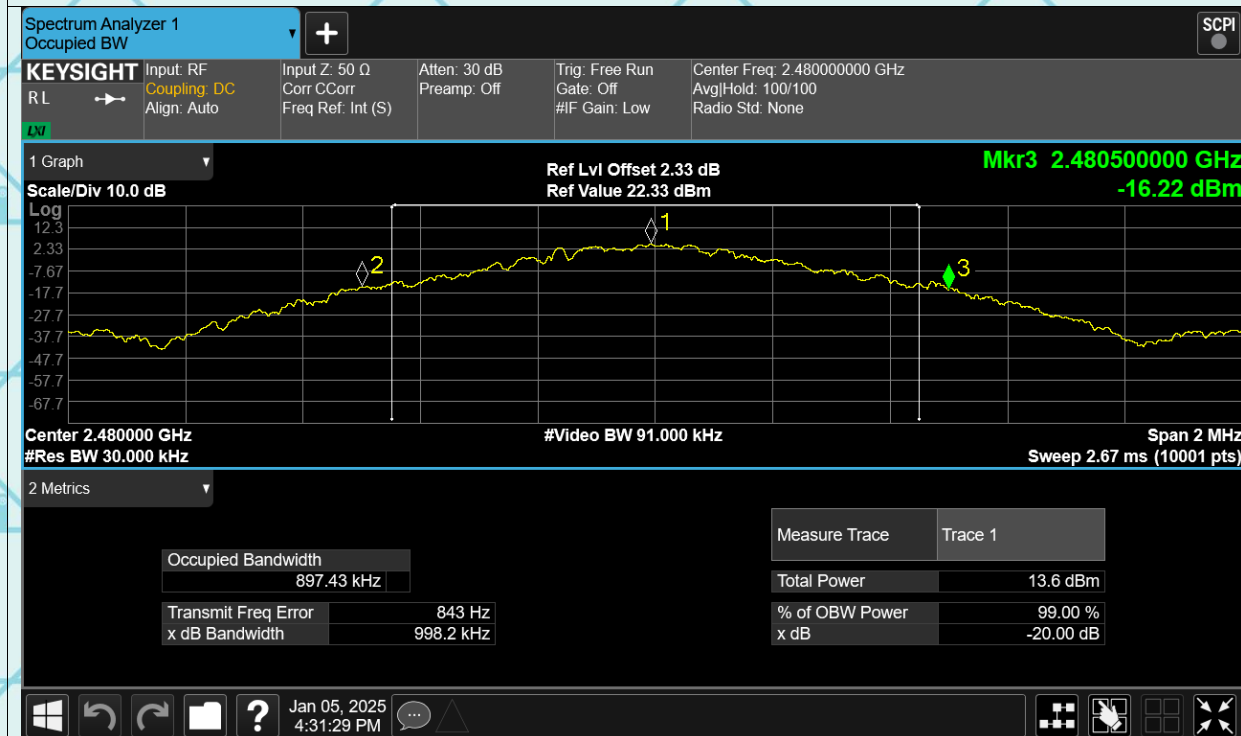 Spectrum Analyzer 1
Occupied BW
+
SCPI
KEYSIGHT
RL
LXI
Input: RF
Coupling: DC
Align: Auto
Input Z: 50 Ω
Corr CCorr
Freq Ref: Int (S)
Atten: 30 dB
Preamp: Off
Trig: Free Run
Gate: Off
#IF Gain: Low
Center Freq: 2.480000000 GHz
Avg|Hold: 100/100
Radio Std: None
1 Graph
Scale/Div 10.0 dB
Ref Lvl Offset 2.33 dB
Ref Value 22.33 dBm
Mkr3 2.480500000 GHz
-16.22 dBm
Log
12.3
2.33
-7.67
-17.7
-27.7
-37.7
-47.7
-57.7
-67.7
1
2
3
Center 2.480000 GHz
#Video BW 91.000 kHz
Span 2 MHz
#Res BW 30.000 kHz
Sweep 2.67 ms (10001 pts)
2 Metrics
Occupied Bandwidth
897.43 kHz
Transmit Freq Error 843 Hz
x dB Bandwidth 998.2 kHz
Measure Trace Trace 1
Total Power 13.6 dBm
% of OBW Power 99.00 %
x dB -20.00 dB
?
Jan 05, 2025
4:31:29 PM